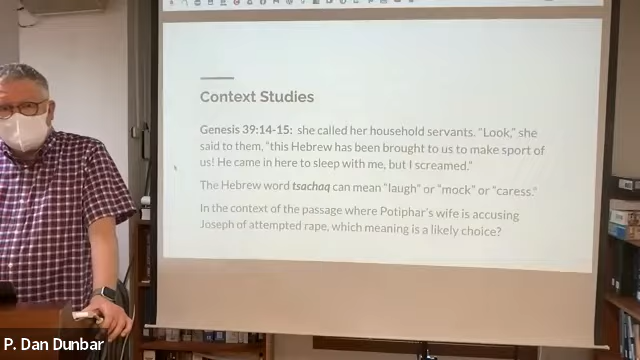 Context Studies
Genesis 39:14-15: she called her household servants. "Look," she
said to them, "this Hebrew has been brought to us to make sport of
us! He came in here to sleep with me, but I screamed."
The Hebrew word tsachaq can mean "laugh" or "mock" or "caress."
In the context of the passage where Potiphar's wife is accusing
Joseph of attempted rape, which meaning is a likely choice?
P. Dan Dunbar